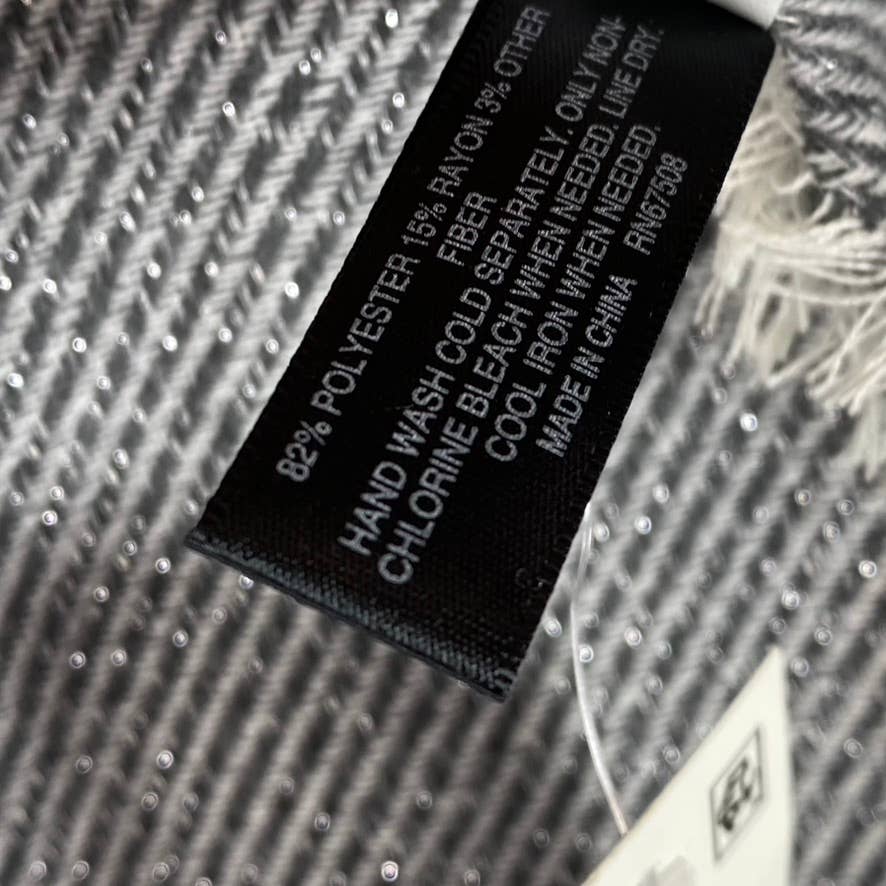 82% POLYESTER 15% RAYON 3% OTHER
FIBER
HAND WASH COLD SEPARATELY. ONLY NON-
CHLORINE BLEACH WHEN NEEDED. LINE DRY.
COOL IRON WHEN NEEDED.
MADE IN CHINA RN67508